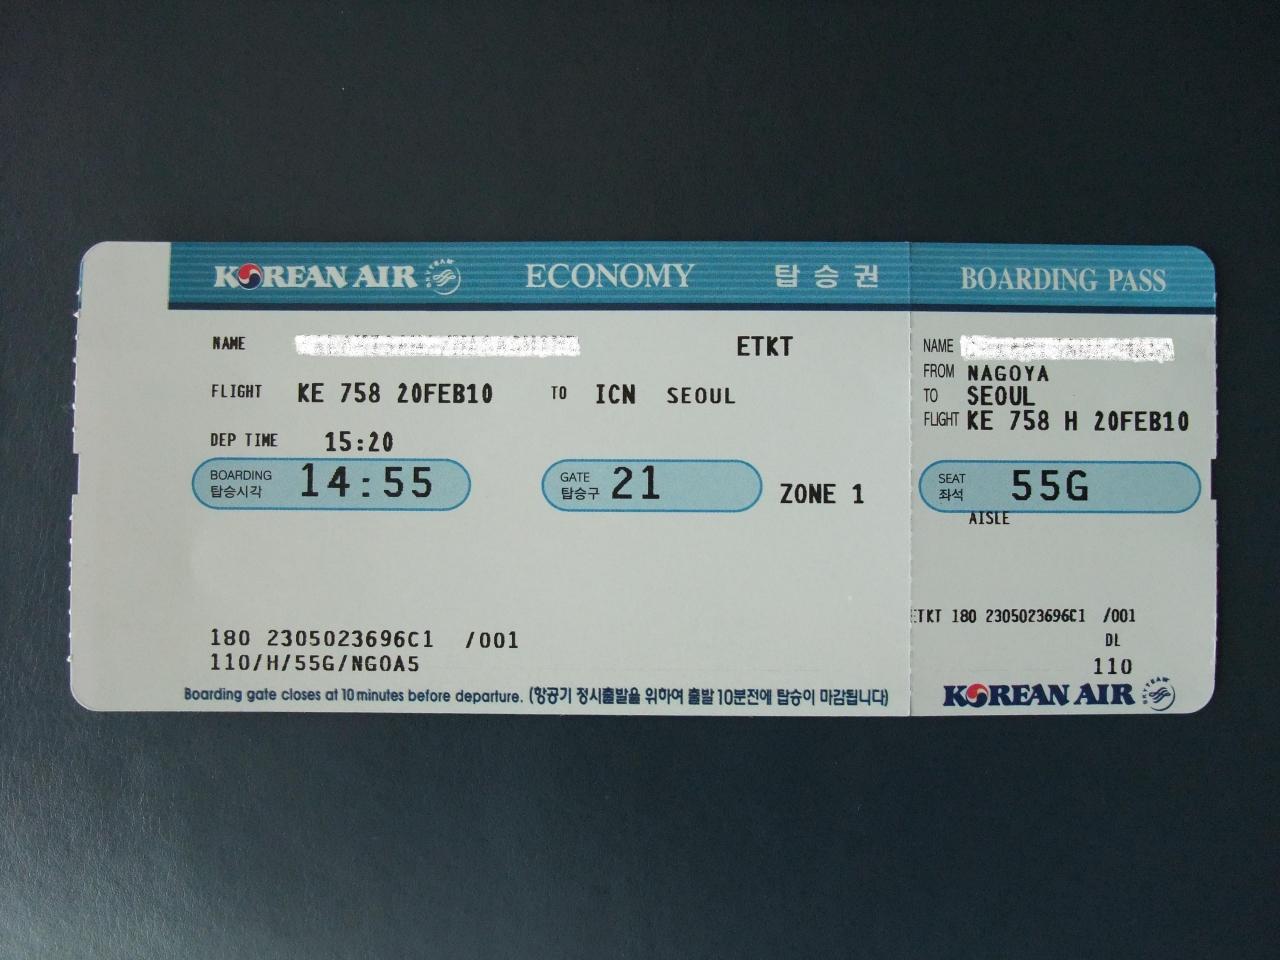 KOREAN AIR SKYTEAM ECONOMY 탑승권
NAME ETKT
FLIGHT KE 758 20FEB10 TO ICN SEOUL
DEP TIME 15:20
BOARDING 탑승시각 14:55 GATE 탑승구 21 ZONE 1
180 2305023696C1 /001
110/H/55G/NGOA5
Boarding gate closes at 10 minutes before departure. (항공기 정시출발을 위하여 출발 10분전에 탑승이 마감됩니다)
BOARDING PASS
NAME
FROM NAGOYA
TO SEOUL
FLIGHT KE 758 H 20FEB10
SEAT 좌석 55G
AISLE
ETKT 180 2305023696C1 /001
DL
110
KOREAN AIR SKYTEAM